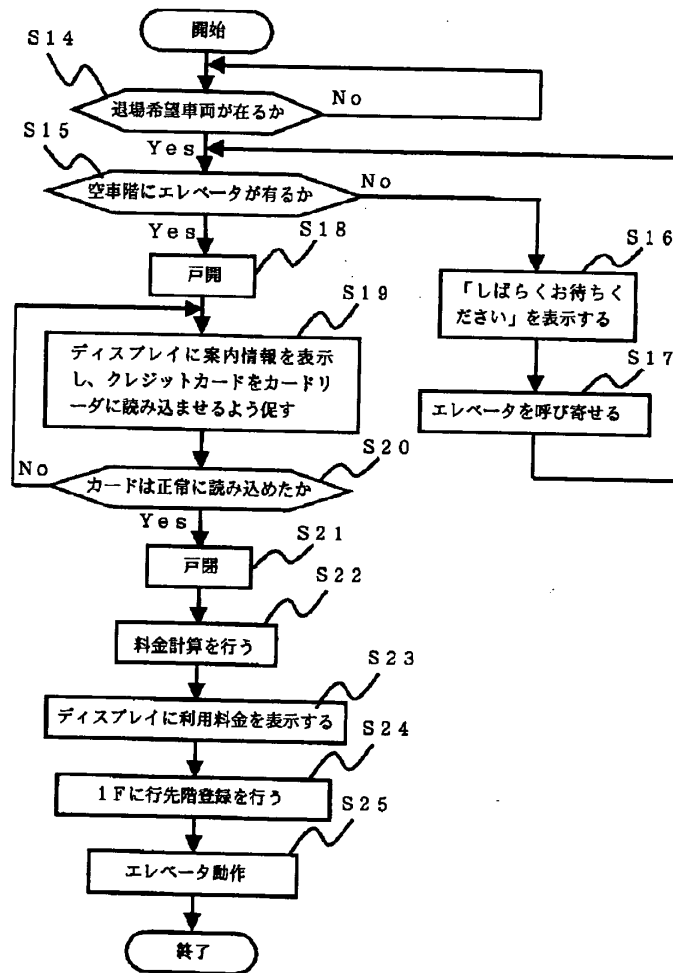 開始
S14
退場希望車両が在るか
No
S15
Yes
空車階にエレベータが有るか
No
Yes
S18
戸開
S16
「しばらくお待ちく
ださい」を表示する
S19
ディスプレイに案内情報を表示
し、クレジットカードをカードリ
ーダに読み込ませるよう促す
S17
エレベータを呼び寄せる
S20
No
カードは正常に読み込めたか
Yes
S21
戸閉
S22
料金計算を行う
S23
ディスプレイに利用料金を表示する
S24
1Fに行先階登録を行う
S25
エレベータ動作
終了